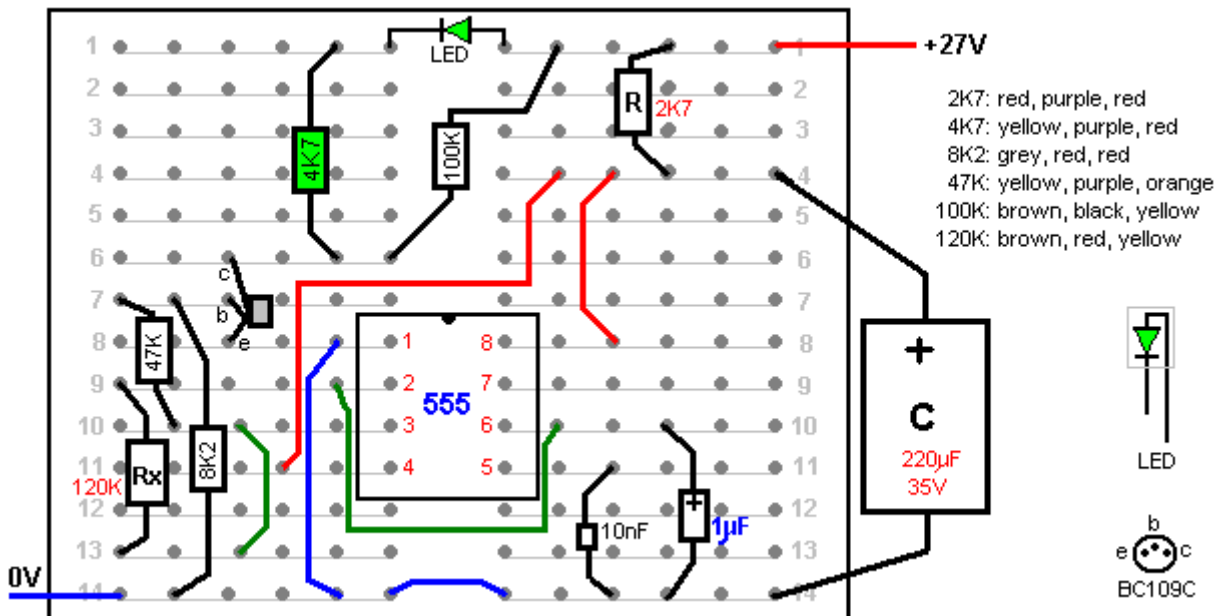 +27V
LED
1 1
2 2
3 3
4 4
5 5
6 6
7 7
8 8
9 9
10 10
11 11
12 12
13 13
14 14
R
2K7
4K7
100K
2K7: red, purple, red
4K7: yellow, purple, red
8K2: grey, red, red
47K: yellow, purple, orange
100K: brown, black, yellow
120K: brown, red, yellow
c
b
e
47K
1 8
2 7
555
3 6
4 5
Rx
120K
8K2
10nF
+
1µF
+
C
220µF
35V
LED
b
e c
BC109C
0V